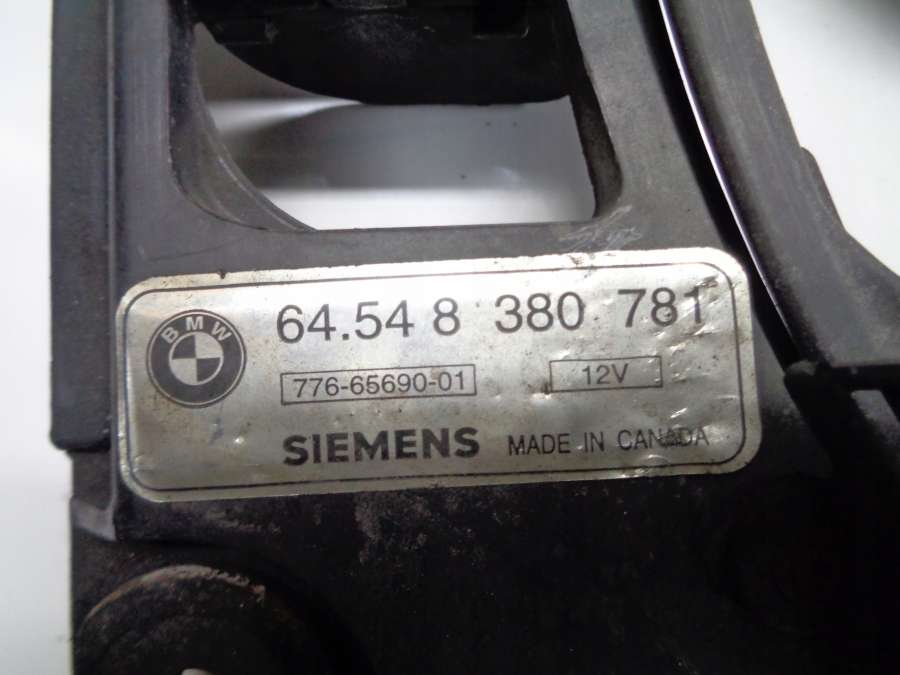 BMW
64.54 8 380 781
776-65690-01 12V
SIEMENS MADE IN CANADA